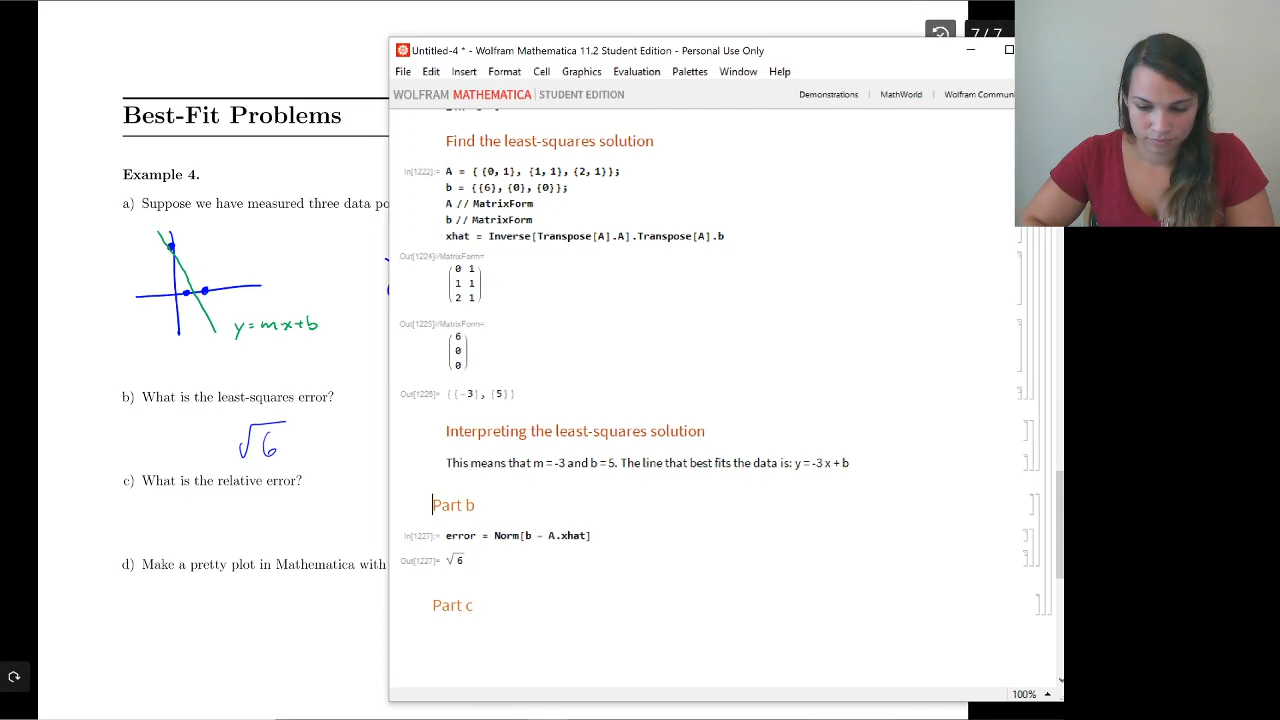 7/7
Best-Fit Problems
Example 4.
a) Suppose we have measured three data po
y = mx + b
b) What is the least-squares error?
√6
c) What is the relative error?
d) Make a pretty plot in Mathematica with
Untitled-4 * - Wolfram Mathematica 11.2 Student Edition - Personal Use Only
File Edit Insert Format Cell Graphics Evaluation Palettes Window Help
WOLFRAM MATHEMATICA | STUDENT EDITION Demonstrations | MathWorld | Wolfram Commun
Find the least-squares solution
In[1222]:= A = { {0, 1}, {1, 1}, {2, 1}};
b = {{6}, {0}, {0}};
A // MatrixForm
b // MatrixForm
xhat = Inverse[Transpose[A].A].Transpose[A].b
Out[1224]//MatrixForm=
0 1
1 1
2 1
Out[1225]//MatrixForm=
6
0
0
Out[1226]= {{-3}, {5}}
Interpreting the least-squares solution
This means that m = -3 and b = 5. The line that best fits the data is: y = -3 x + b
Part b
In[1227]:= error = Norm[b - A.xhat]
Out[1227]= √6
Part c
100%